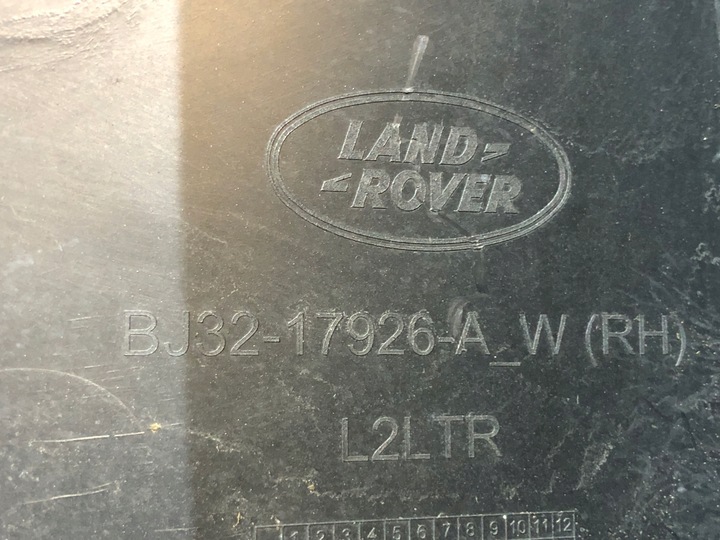 LAND
ROVER
BJ32-17926-A_W (RH)
L2LTR
1 2 3 4 5 6 7 8 9 10 11 12